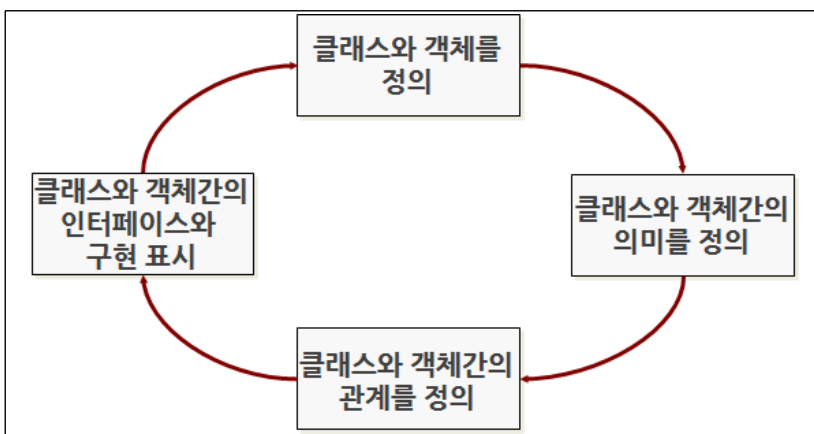 클래스와 객체를
정의
클래스와 객체간의
의미를 정의
클래스와 객체간의
관계를 정의
클래스와 객체간의
인터페이스와
구현 표시